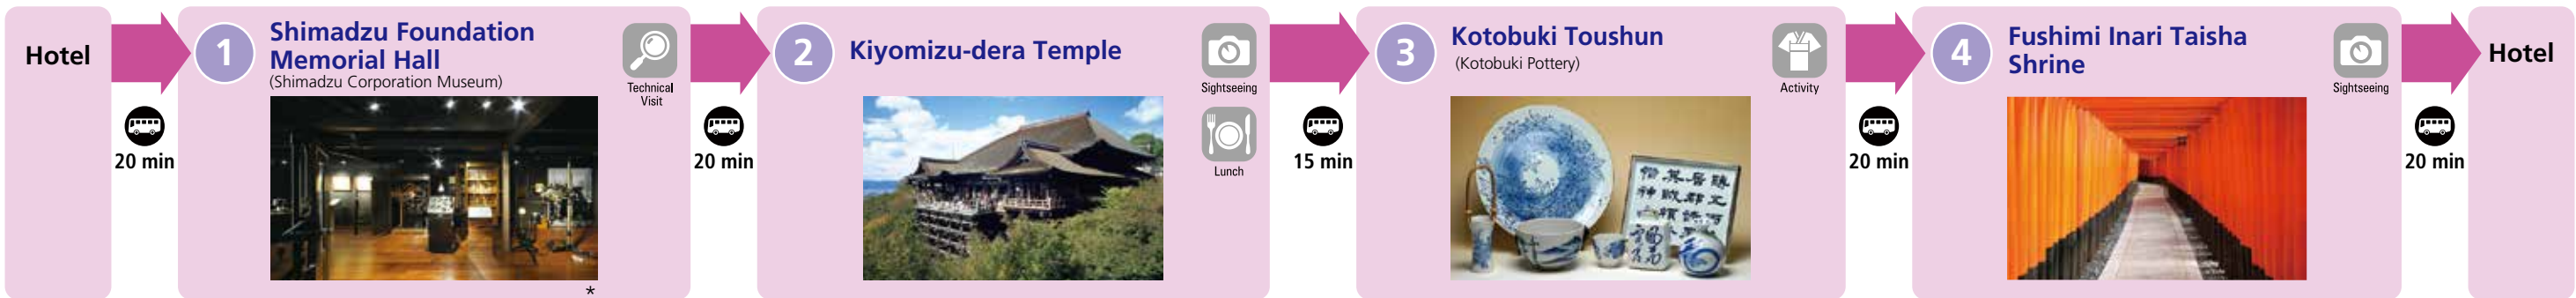 Hotel
20 min
1
Shimadzu Foundation
Memorial Hall
(Shimadzu Corporation Museum)
Technical
Visit
*
20 min
2
Kiyomizu-dera Temple
Sightseeing
Lunch
15 min
3
Kotobuki Toushun
(Kotobuki Pottery)
Activity
20 min
4
Fushimi Inari Taisha
Shrine
Sightseeing
20 min
Hotel